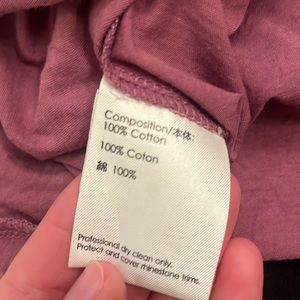 Composition/本体:
100% Cotton
100% Coton
綿 100%
Professional dry clean only.
Protect and cover rhinestone trims.